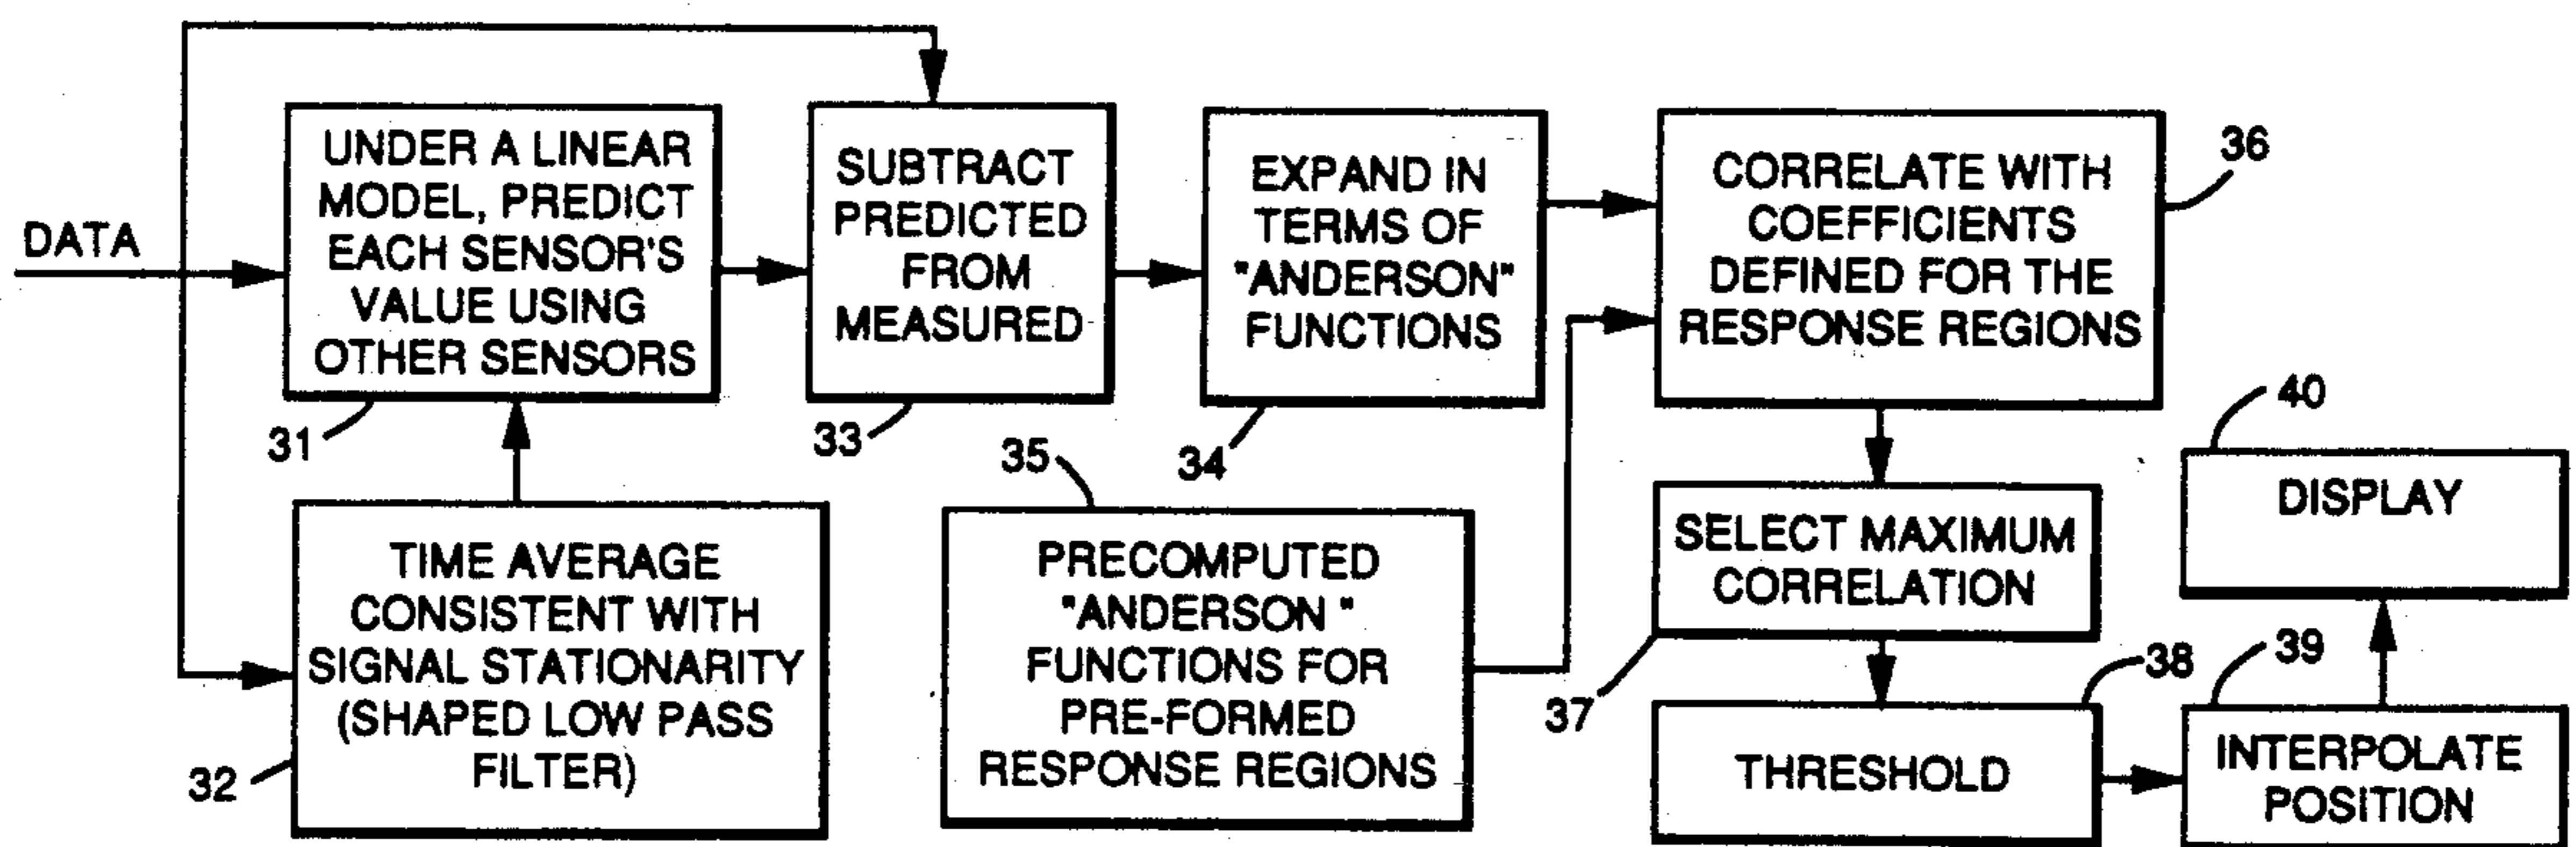 DATA
UNDER A LINEAR
MODEL, PREDICT
EACH SENSOR'S
VALUE USING
OTHER SENSORS
31
TIME AVERAGE
CONSISTENT WITH
SIGNAL STATIONARITY
(SHAPED LOW PASS
FILTER)
32
SUBTRACT
PREDICTED
FROM
MEASURED
33
EXPAND IN
TERMS OF
"ANDERSON"
FUNCTIONS
34
35
PRECOMPUTED
"ANDERSON "
FUNCTIONS FOR
PRE-FORMED
RESPONSE REGIONS
CORRELATE WITH
COEFFICIENTS
DEFINED FOR THE
RESPONSE REGIONS
36
SELECT MAXIMUM
CORRELATION
37
THRESHOLD
38
INTERPOLATE
POSITION
39
40
DISPLAY